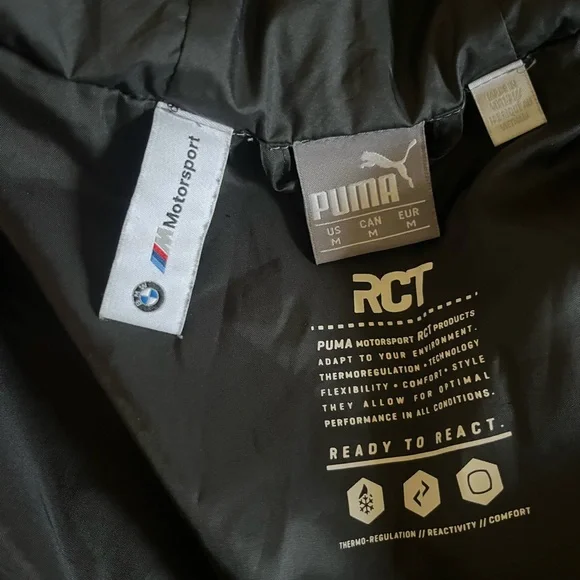 Motorsport
BMW
PUMA
US CAN EUR
M M M
RCT
PUMA MOTORSPORT RCT PRODUCTS
ADAPT TO YOUR ENVIRONMENT.
THERMOREGULATION • TECHNOLOGY
FLEXIBILITY • COMFORT • STYLE
THEY ALLOW FOR OPTIMAL
PERFORMANCE IN ALL CONDITIONS.
READY TO REACT.
THERMO-REGULATION // REACTIVITY // COMFORT